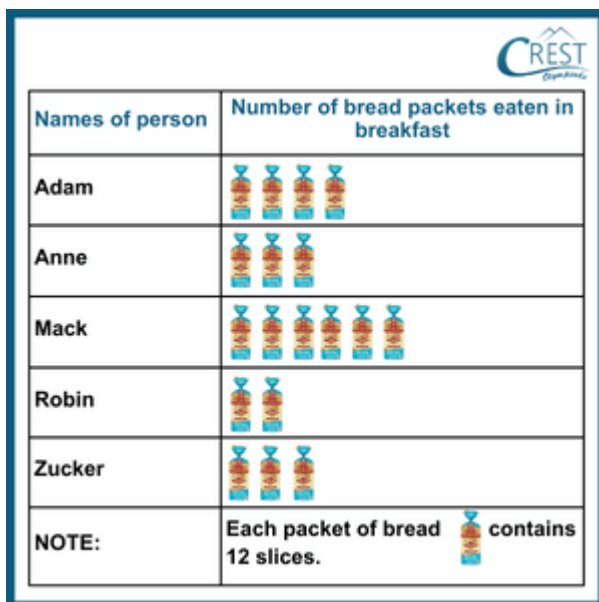 CREST
Olympiads
Names of person
Number of bread packets eaten in
breakfast
Adam
Anne
Mack
Robin
Zucker
NOTE:
Each packet of bread contains
12 slices.